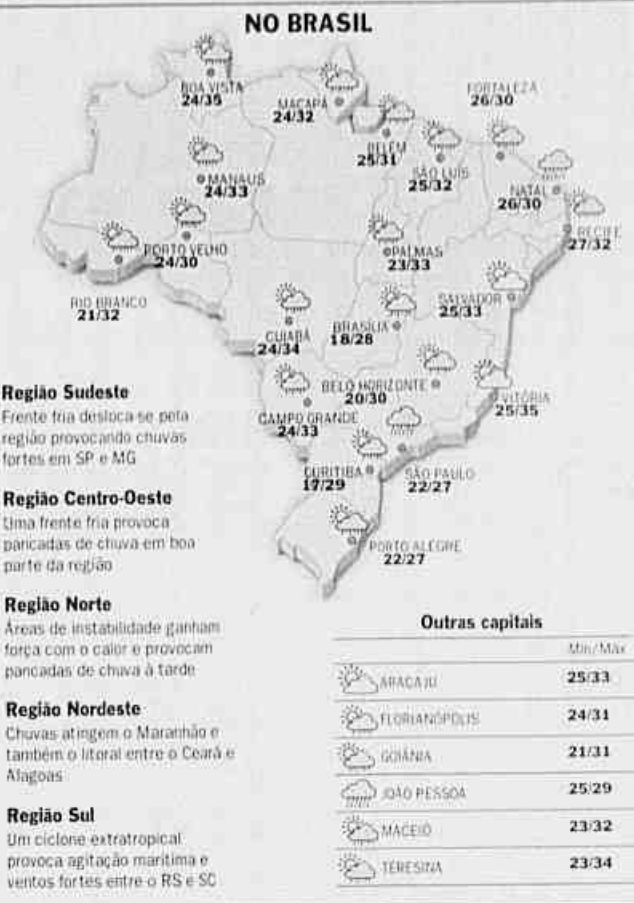 NO BRASIL
BOA VISTA
24/35
MACAPÁ
24/32
FORTALEZA
26/30
BELÉM
25/31
SÃO LUÍS
25/32
MANAUS
24/33
NATAL
26/30
RECIFE
27/32
PORTO VELHO
24/30
PALMAS
23/33
RIO BRANCO
21/32
SALVADOR
25/33
CUIABÁ
24/34
BRASÍLIA
18/28
BELO HORIZONTE
20/30
VITÓRIA
25/35
CAMPO GRANDE
24/33
CURITIBA
17/29
SÃO PAULO
22/27
PORTO ALEGRE
22/27
Região Sudeste
Frente fria desloca-se pela
região provocando chuvas
fortes em SP e MG
Região Centro-Oeste
Uma frente fria provoca
pancadas de chuva em boa
parte da região
Região Norte
Áreas de instabilidade ganham
força com o calor e provocam
pancadas de chuva à tarde
Região Nordeste
Chuvas atingem o Maranhão e
também o litoral entre o Ceará e
Alagoas
Região Sul
Um ciclone extratropical
provoca agitação marítima e
ventos fortes entre o RS e SC
Outras capitais
Min/Máx
ARACAJU 25/33
FLORIANÓPOLIS 24/31
GOIÂNIA 21/31
JOÃO PESSOA 25/29
MACEIÓ 23/32
TERESINA 23/34